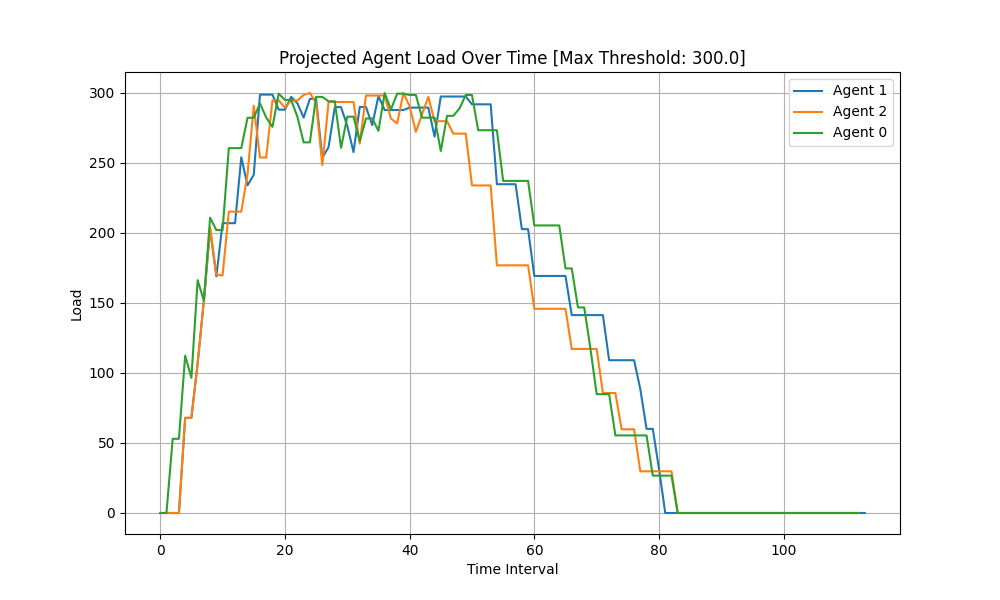 Projected Agent Load Over Time [Max Threshold: 300.0]
Agent 1
Agent 2
Agent 0
Load
300
250
200
150
100
50
0
0 20 40 60 80 100
Time Interval